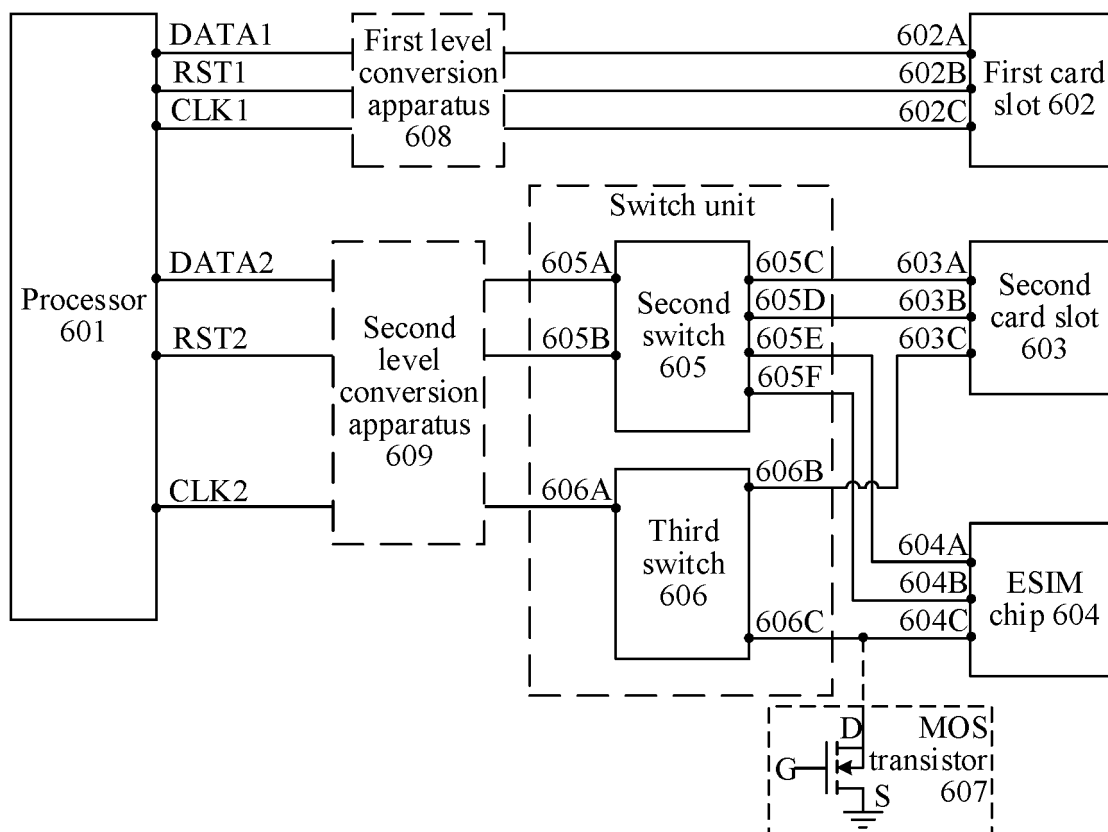 Processor
601
DATA1
RST1
CLK1
First level
conversion
apparatus
608
602A
602B
602C
First card
slot 602
Switch unit
DATA2
RST2
CLK2
Second
level
conversion
apparatus
609
605A
605B
Second
switch
605
605C
605D
605E
605F
603A
603B
603C
Second
card slot
603
606A
Third
switch
606
606B
606C
604A
604B
604C
ESIM
chip 604
D
G
S
MOS
transistor
607